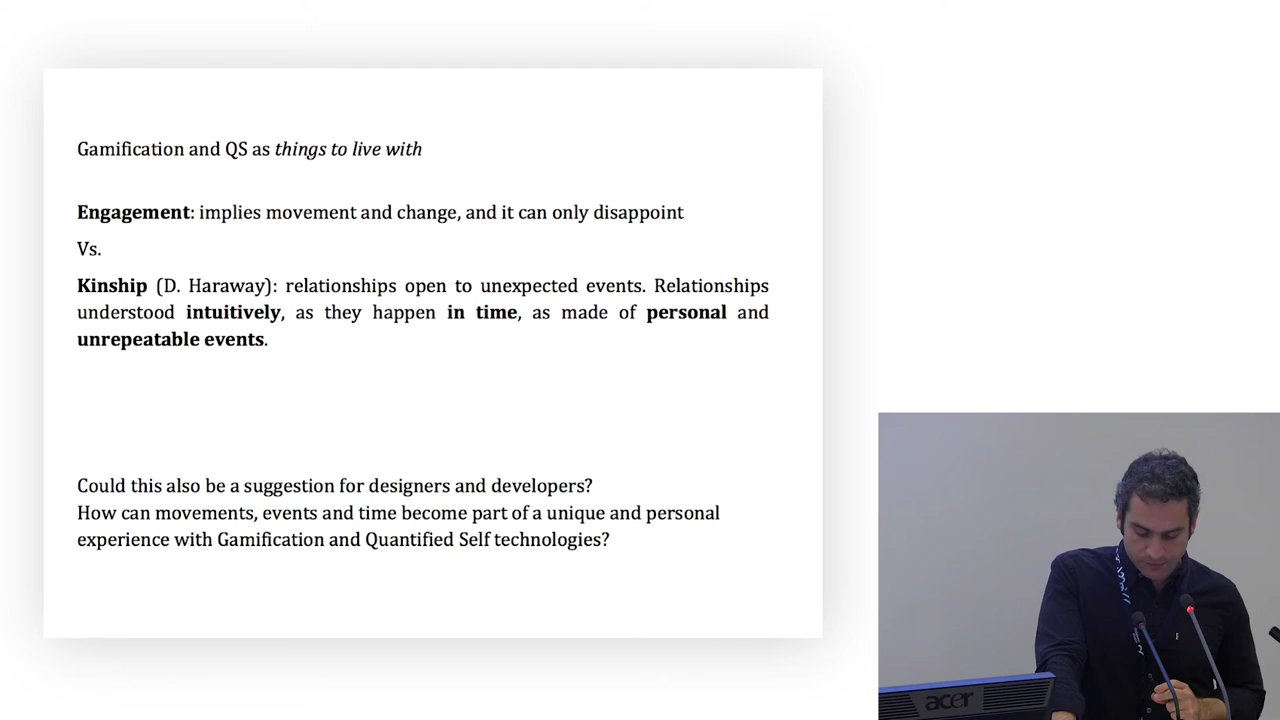 Gamification and QS as things to live with
Engagement: implies movement and change, and it can only disappoint
Vs.
Kinship (D. Haraway): relationships open to unexpected events. Relationships
understood intuitively, as they happen in time, as made of personal and
unrepeatable events.
Could this also be a suggestion for designers and developers?
How can movements, events and time become part of a unique and personal
experience with Gamification and Quantified Self technologies?
acer